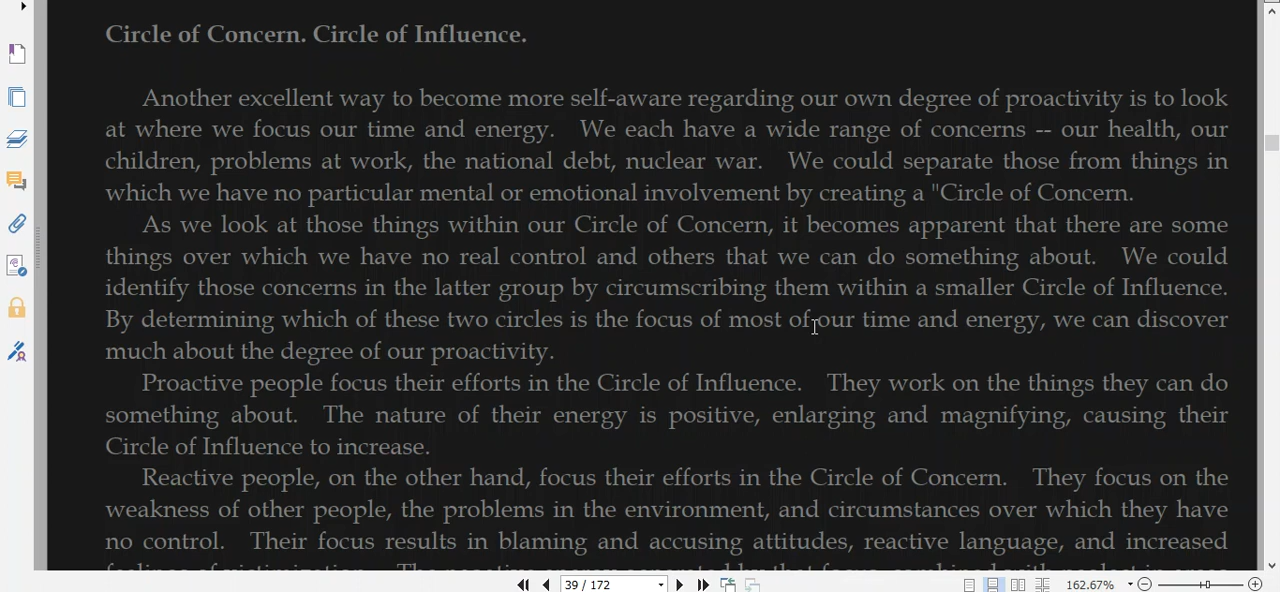 Circle of Concern. Circle of Influence.
Another excellent way to become more self-aware regarding our own degree of proactivity is to look
at where we focus our time and energy. We each have a wide range of concerns -- our health, our
children, problems at work, the national debt, nuclear war. We could separate those from things in
which we have no particular mental or emotional involvement by creating a "Circle of Concern.
As we look at those things within our Circle of Concern, it becomes apparent that there are some
things over which we have no real control and others that we can do something about. We could
identify those concerns in the latter group by circumscribing them within a smaller Circle of Influence.
By determining which of these two circles is the focus of most of our time and energy, we can discover
much about the degree of our proactivity.
Proactive people focus their efforts in the Circle of Influence. They work on the things they can do
something about. The nature of their energy is positive, enlarging and magnifying, causing their
Circle of Influence to increase.
Reactive people, on the other hand, focus their efforts in the Circle of Concern. They focus on the
weakness of other people, the problems in the environment, and circumstances over which they have
no control. Their focus results in blaming and accusing attitudes, reactive language, and increased
39 / 172
162.67%